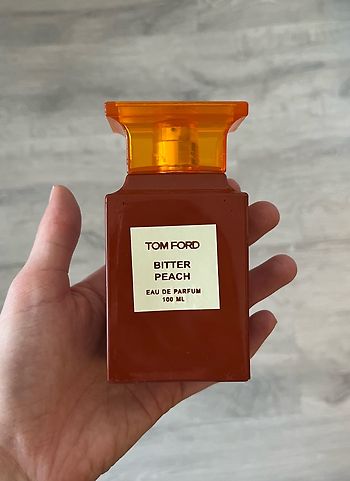 TOM FORD
BITTER
PEACH
EAU DE PARFUM
100 ML